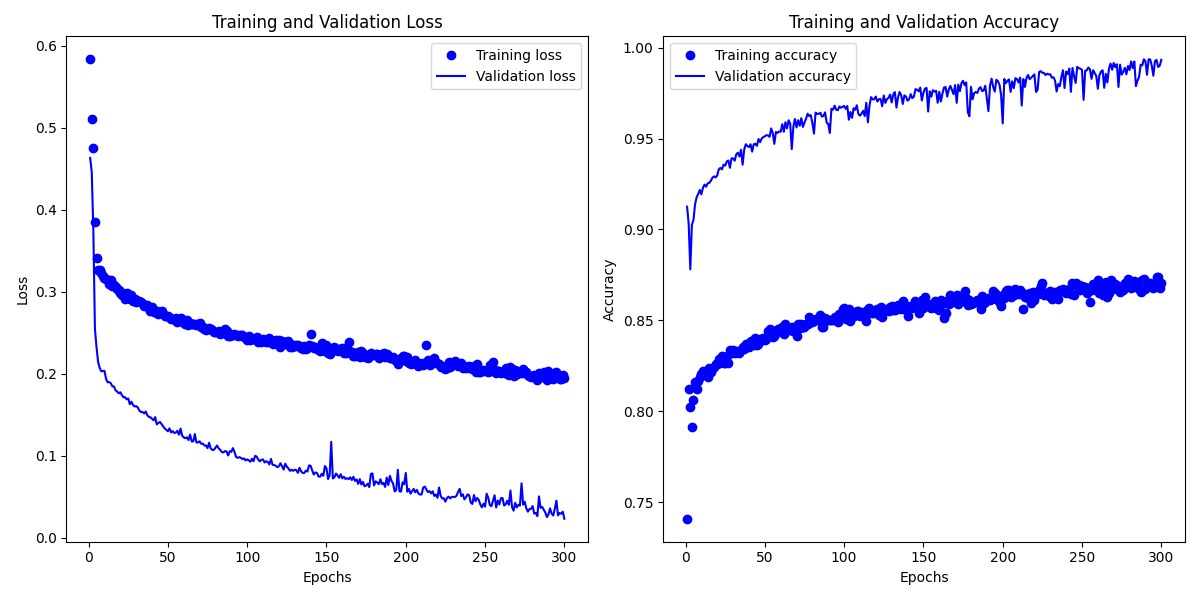 Training and Validation Loss
Training loss
Validation loss
0.6
0.5
0.4
0.3
0.2
0.1
0.0
Loss
0
50
100
150
200
250
300
Epochs
Training and Validation Accuracy
Training accuracy
Validation accuracy
1.00
0.95
0.90
0.85
0.80
0.75
Accuracy
0
50
100
150
200
250
300
Epochs